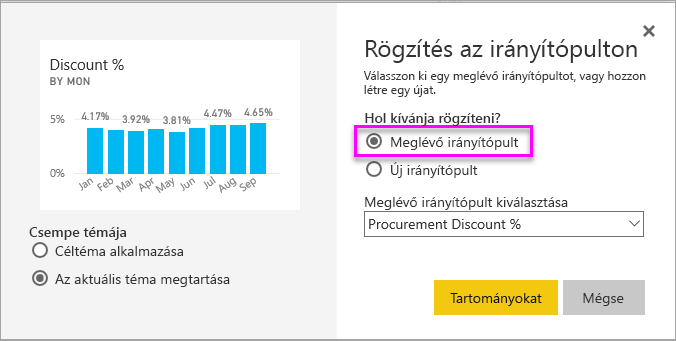 Discount %
BY MON
4.17% 3.92% 3.81% 4.47% 4.65%
5%
0%
Jan Feb Mar Apr May Jun Jul Aug Sep
Csempe témája
Céltéma alkalmazása
Az aktuális téma megtartása
Rögzítés az irányítópulton
Válasszon ki egy meglévő irányítópultot, vagy hozzon
létre egy újat.
Hol kívánja rögzíteni?
Meglévő irányítópult
Új irányítópult
Meglévő irányítópult kiválasztása
Procurement Discount %
Tartományokat
Mégse